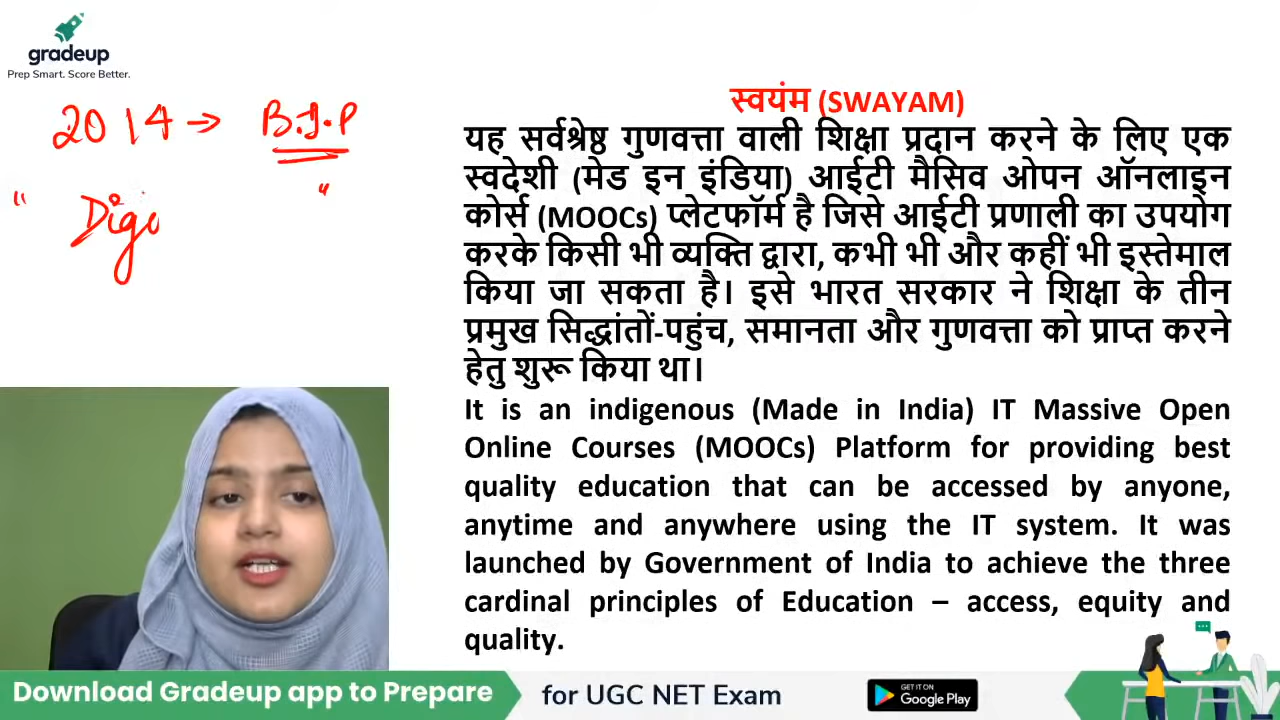 gradeup
Prep Smart. Score Better.
2014 → B.J.P
" Digi "
स्वयंम (SWAYAM)
यह सर्वश्रेष्ठ गुणवत्ता वाली शिक्षा प्रदान करने के लिए एक
स्वदेशी (मेड इन इंडिया) आईटी मैसिव ओपन ऑनलाइन
कोर्स (MOOCs) प्लेटफॉर्म है जिसे आईटी प्रणाली का उपयोग
करके किसी भी व्यक्ति द्वारा, कभी भी और कहीं भी इस्तेमाल
किया जा सकता है। इसे भारत सरकार ने शिक्षा के तीन
प्रमुख सिद्धांतों-पहुंच, समानता और गुणवत्ता को प्राप्त करने
हेतु शुरू किया था।
It is an indigenous (Made in India) IT Massive Open
Online Courses (MOOCs) Platform for providing best
quality education that can be accessed by anyone,
anytime and anywhere using the IT system. It was
launched by Government of India to achieve the three
cardinal principles of Education – access, equity and
quality.
Download Gradeup app to Prepare for UGC NET Exam
GET IT ON
Google Play